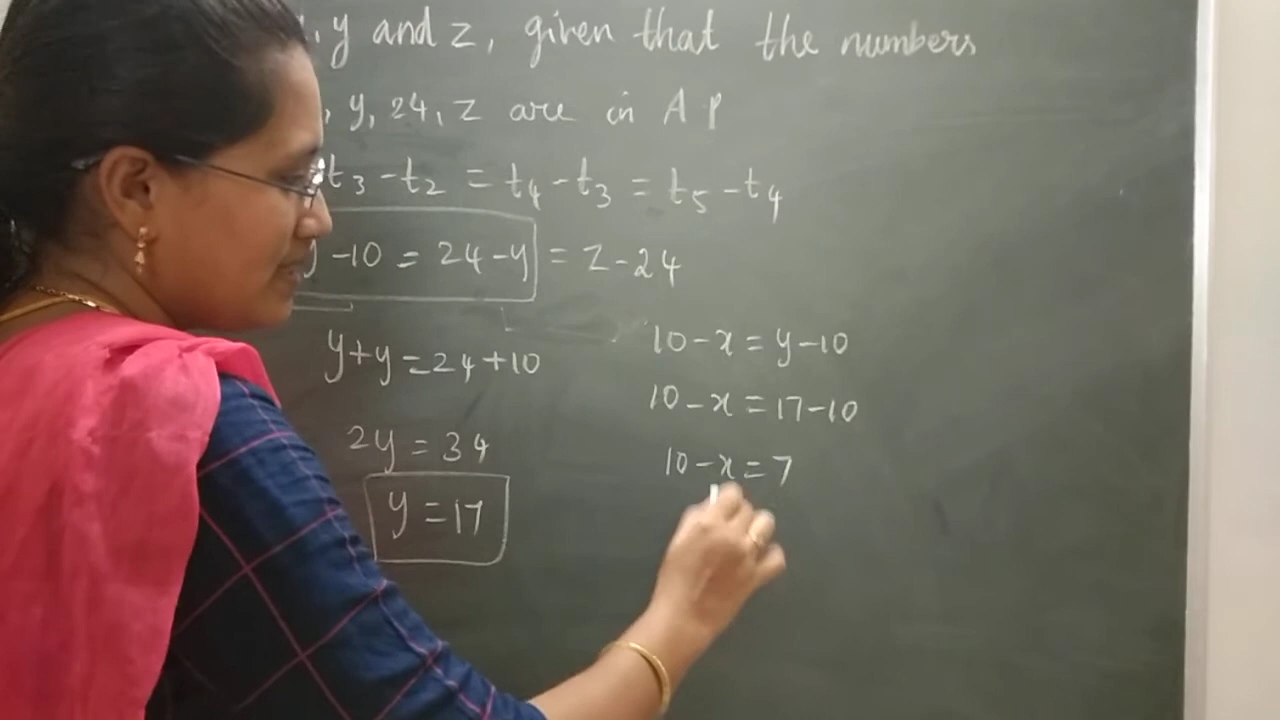 , y and z, given that the numbers
, y, 24, z are in A P
t3 - t2 = t4 - t3 = t5 - t4
y - 10 = 24 - y = z - 24
y + y = 24 + 10
2y = 34
y = 17
10 - x = y - 10
10 - x = 17 - 10
10 - x = 7